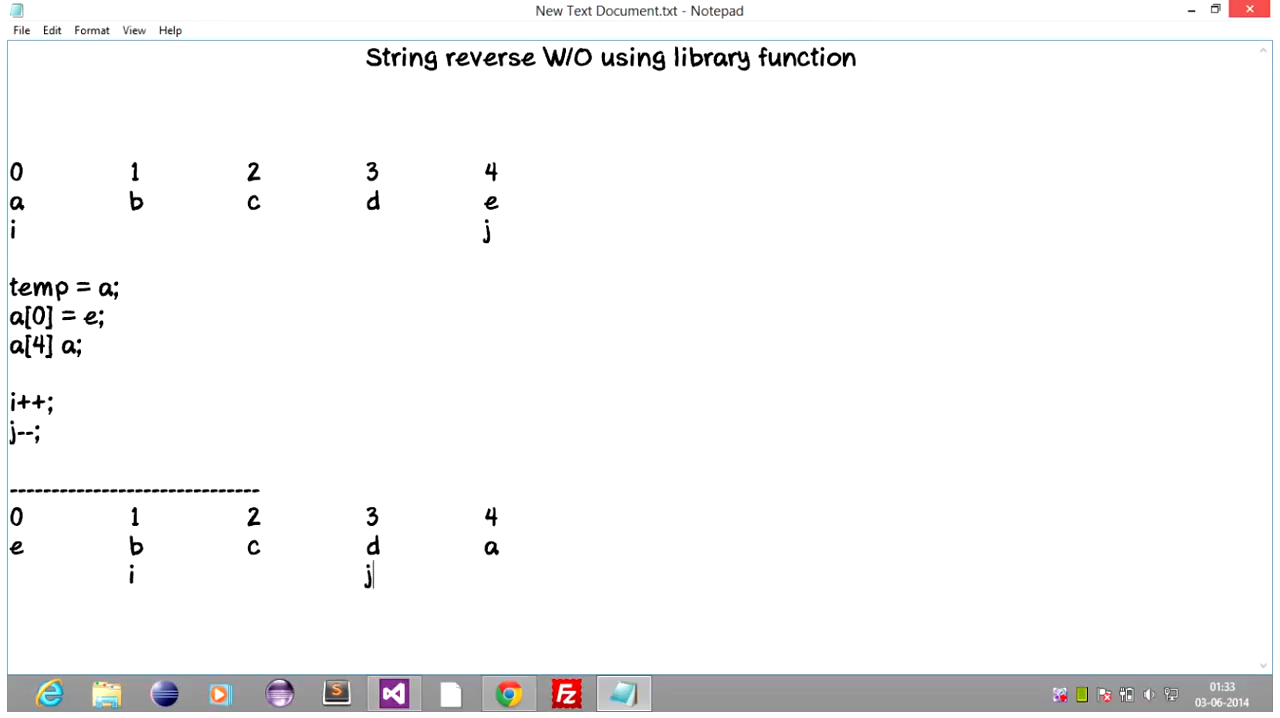 New Text Document.txt - Notepad
File Edit Format View Help
String reverse W/O using library function
0 1 2 3 4
a b c d e
i j
temp = a;
a[0] = e;
a[4] a;
i++;
j--;
------------------------------
0 1 2 3 4
e b c d a
i j
01:33
03-06-2014